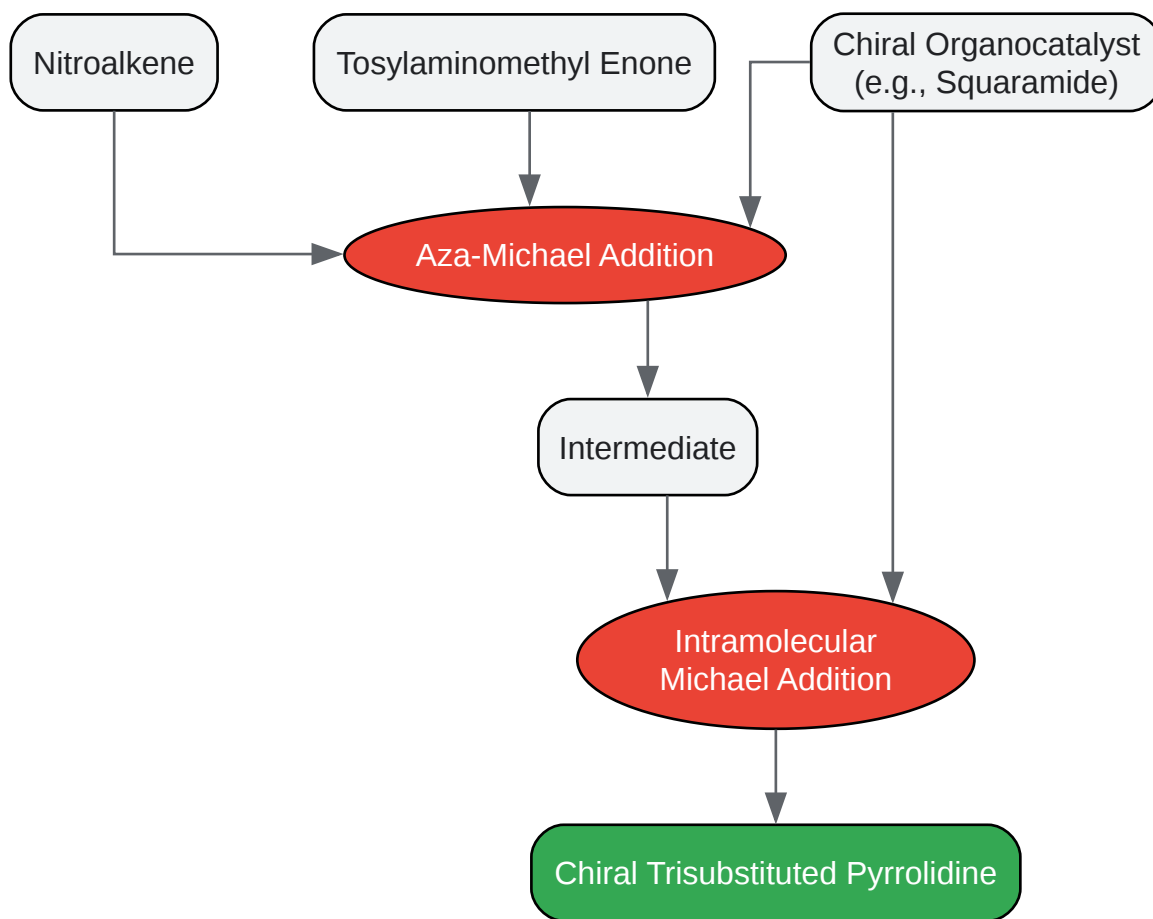 Nitroalkene
Tosylaminomethyl Enone
Chiral Organocatalyst
(e.g., Squaramide)
Aza-Michael Addition
Intermediate
Intramolecular
Michael Addition
Chiral Trisubstituted Pyrrolidine